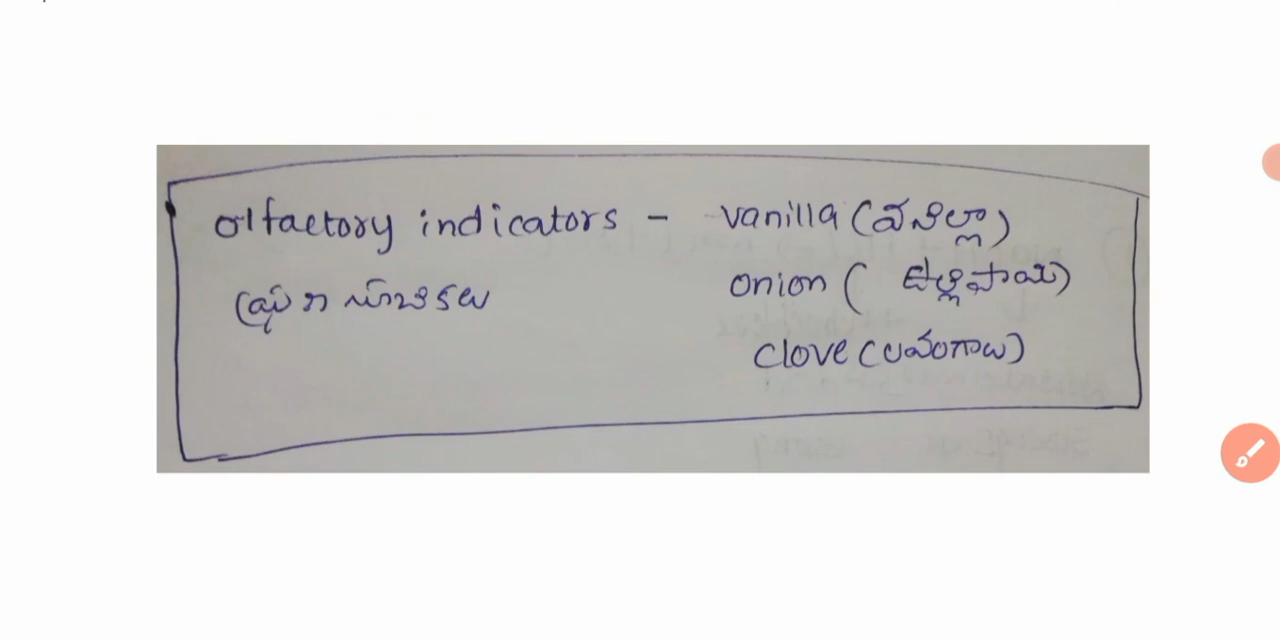 olfactory indicators - vanilla (వనిల్లా)
ఘ్రాణ సూచికలు onion ( ఉల్లిపాయ)
clove (లవంగాలు)